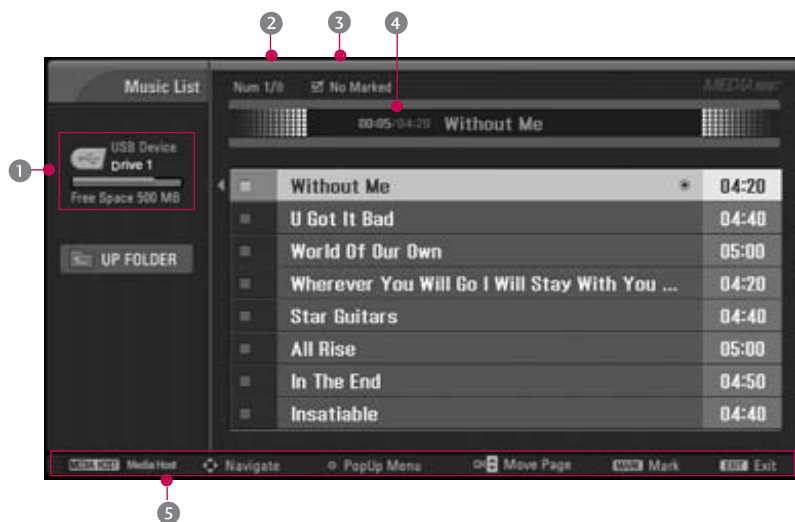 2 3 4
Music List
Num 1/8 No Marked
00:05/04:20 Without Me
1
USB Device
Drive 1
Free Space 500 MB
UP FOLDER
Without Me 04:20
U Got It Bad 04:40
World Of Our Own 05:00
Wherever You Will Go I Will Stay With You ... 04:20
Star Guitars 04:40
All Rise 05:00
In The End 04:50
Insatiable 04:40
MEDIA HOST Media Host Navigate PopUp Menu CH Move Page MARK Mark EXIT Exit
5